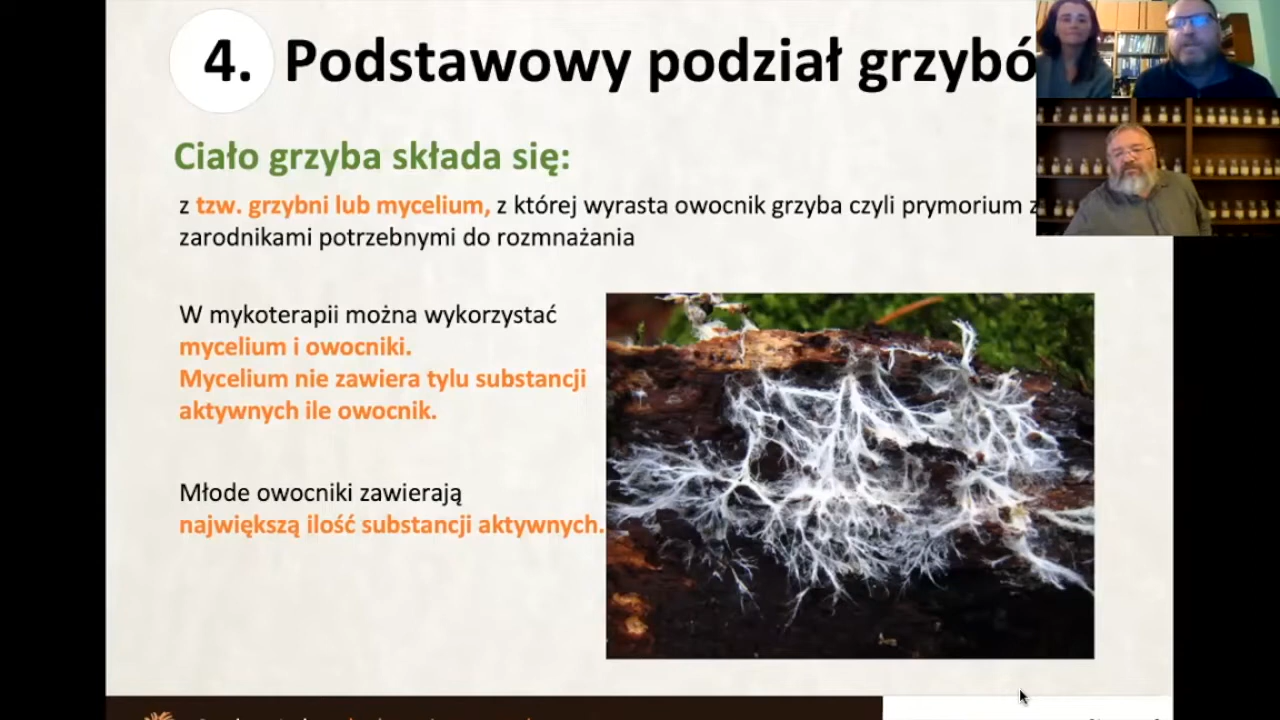 4. Podstawowy podział grzybó
Ciało grzyba składa się:
z tzw. grzybni lub mycelium, z której wyrasta owocnik grzyba czyli prymorium z
zarodnikami potrzebnymi do rozmnażania
W mykoterapii można wykorzystać
mycelium i owocniki.
Mycelium nie zawiera tylu substancji
aktywnych ile owocnik.
Młode owocniki zawierają
największą ilość substancji aktywnych.